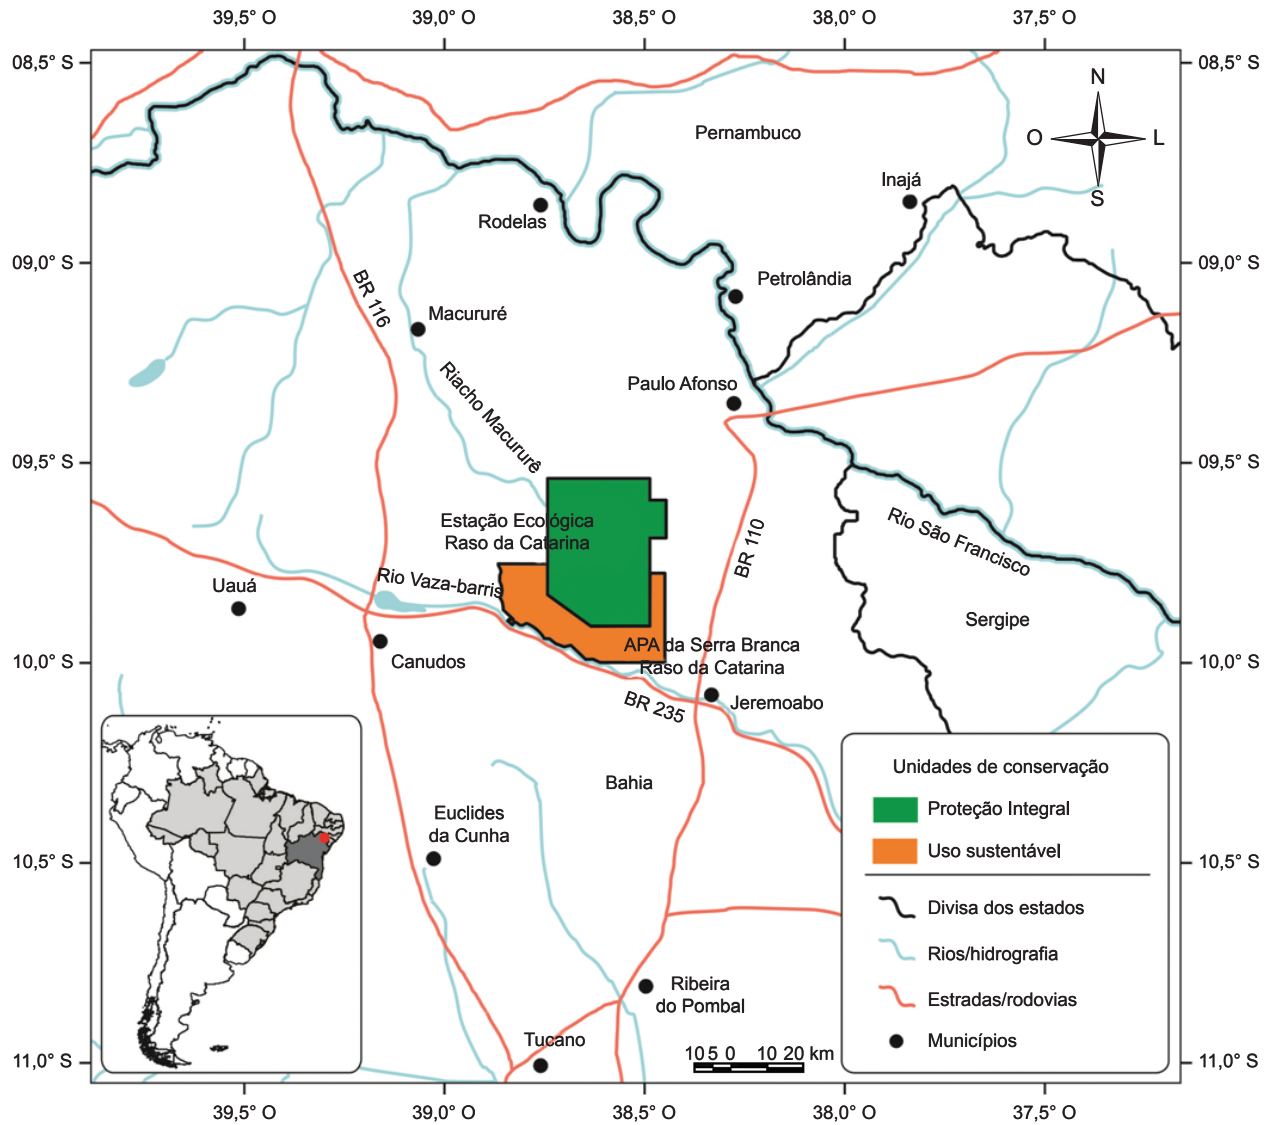 39,5° O
39,0° O
38,5° O
38,0° O
37,5° O
08,5° S
08,5° S
N
O
L
S
Pernambuco
Inajá
Rodelas
09,0° S
09,0° S
Petrolândia
BR 116
Macururé
Riacho Macururê
Paulo Afonso
09,5° S
09,5° S
Estação Ecológica
Raso da Catarina
BR 110
Rio São Francisco
Rio Vaza-barris
Uauá
Sergipe
Canudos
APA da Serra Branca
Raso da Catarina
10,0° S
10,0° S
BR 235
Jeremoabo
Bahia
Euclides
da Cunha
10,5° S
10,5° S
Ribeira
do Pombal
Tucano
10 5 0 10 20 km
11,0° S
11,0° S
Unidades de conservação
Proteção Integral
Uso sustentável
Divisa dos estados
Rios/hidrografia
Estradas/rodovias
Municípios
39,5° O
39,0° O
38,5° O
38,0° O
37,5° O